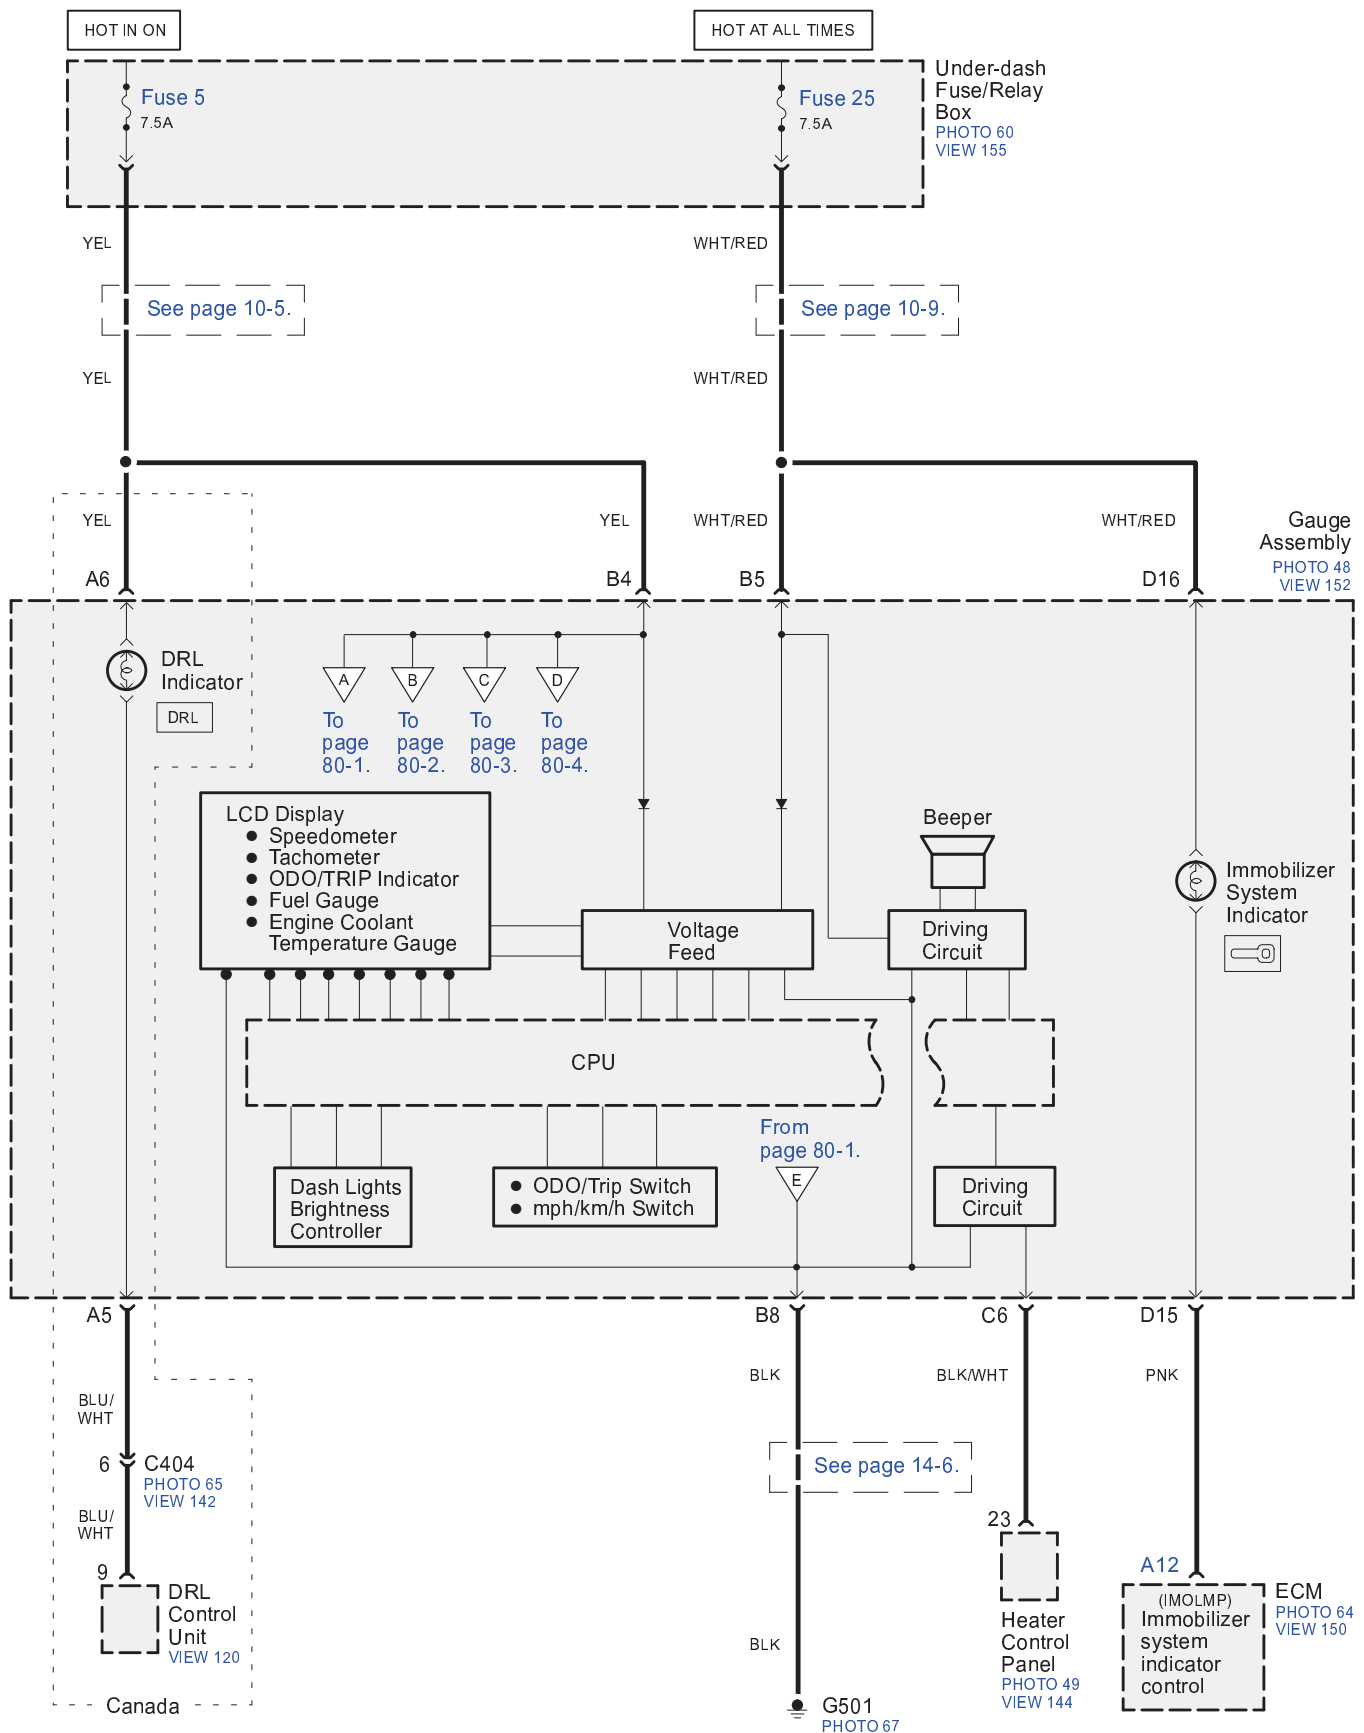 HOT IN ON
HOT AT ALL TIMES
Fuse 5
7.5A
Fuse 25
7.5A
Under-dash
Fuse/Relay
Box
PHOTO 60
VIEW 155
YEL
WHT/RED
See page 10-5.
See page 10-9.
YEL
WHT/RED
YEL
YEL
WHT/RED
WHT/RED
Gauge
Assembly
PHOTO 48
VIEW 152
A6
B4
B5
D16
DRL
Indicator
DRL
A
B
C
D
To
page
80-1.
To
page
80-2.
To
page
80-3.
To
page
80-4.
LCD Display
● Speedometer
● Tachometer
● ODO/TRIP Indicator
● Fuel Gauge
● Engine Coolant
Temperature Gauge
Voltage
Feed
Beeper
Driving
Circuit
Immobilizer
System
Indicator
CPU
From
page 80-1.
E
Dash Lights
Brightness
Controller
● ODO/Trip Switch
● mph/km/h Switch
Driving
Circuit
A5
B8
C6
D15
BLU/
WHT
BLK
BLK/WHT
PNK
6
C404
PHOTO 65
VIEW 142
See page 14-6.
BLU/
WHT
23
9
A12
DRL
Control
Unit
VIEW 120
Heater
Control
Panel
PHOTO 49
VIEW 144
(IMOLMP)
Immobilizer
system
indicator
control
ECM
PHOTO 64
VIEW 150
BLK
Canada
G501
PHOTO 67